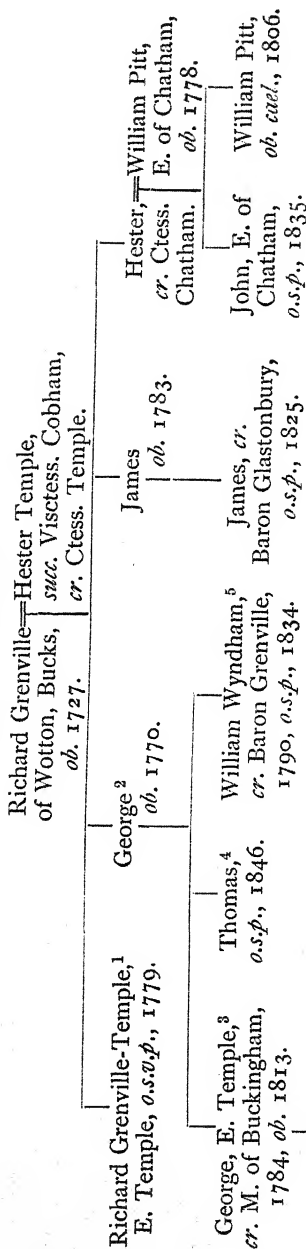 Richard Grenville=Hester Temple,
of Wotton, Bucks, succ. Visctess. Cobham,
ob. 1727. cr. Ctess. Temple.
Richard Grenville-Temple,¹
E. Temple, o.s.v.p., 1779.
George ²
ob. 1770.
James
ob. 1783.
Hester,=William Pitt,
cr. Ctess. E. of Chatham,
Chatham. ob. 1778.
George, E. Temple,³
cr. M. of Buckingham,
1784, ob. 1813.
Thomas,⁴
o.s.p., 1846.
William Wyndham,⁵
cr. Baron Grenville,
1790, o.s.p., 1834.
James, cr.
Baron Glastonbury,
o.s.p., 1825.
John, E. of
Chatham,
o.s.p., 1835.
William Pitt,
ob. cael., 1806.